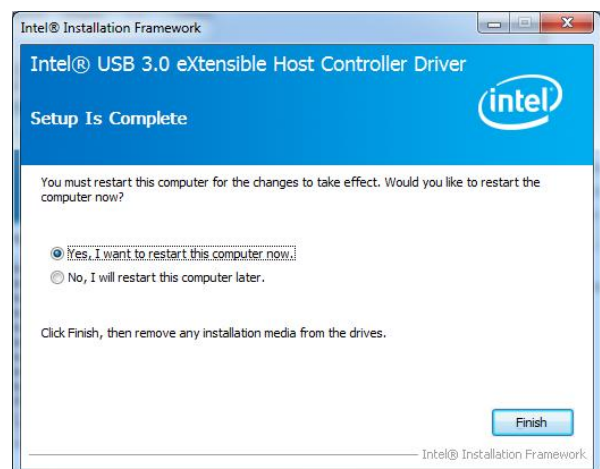 Intel® Installation Framework
Intel® USB 3.0 eXtensible Host Controller Driver
Setup Is Complete
intel
You must restart this computer for the changes to take effect. Would you like to restart the
computer now?
Yes, I want to restart this computer now.
No, I will restart this computer later.
Click Finish, then remove any installation media from the drives.
Finish
Intel® Installation Framework